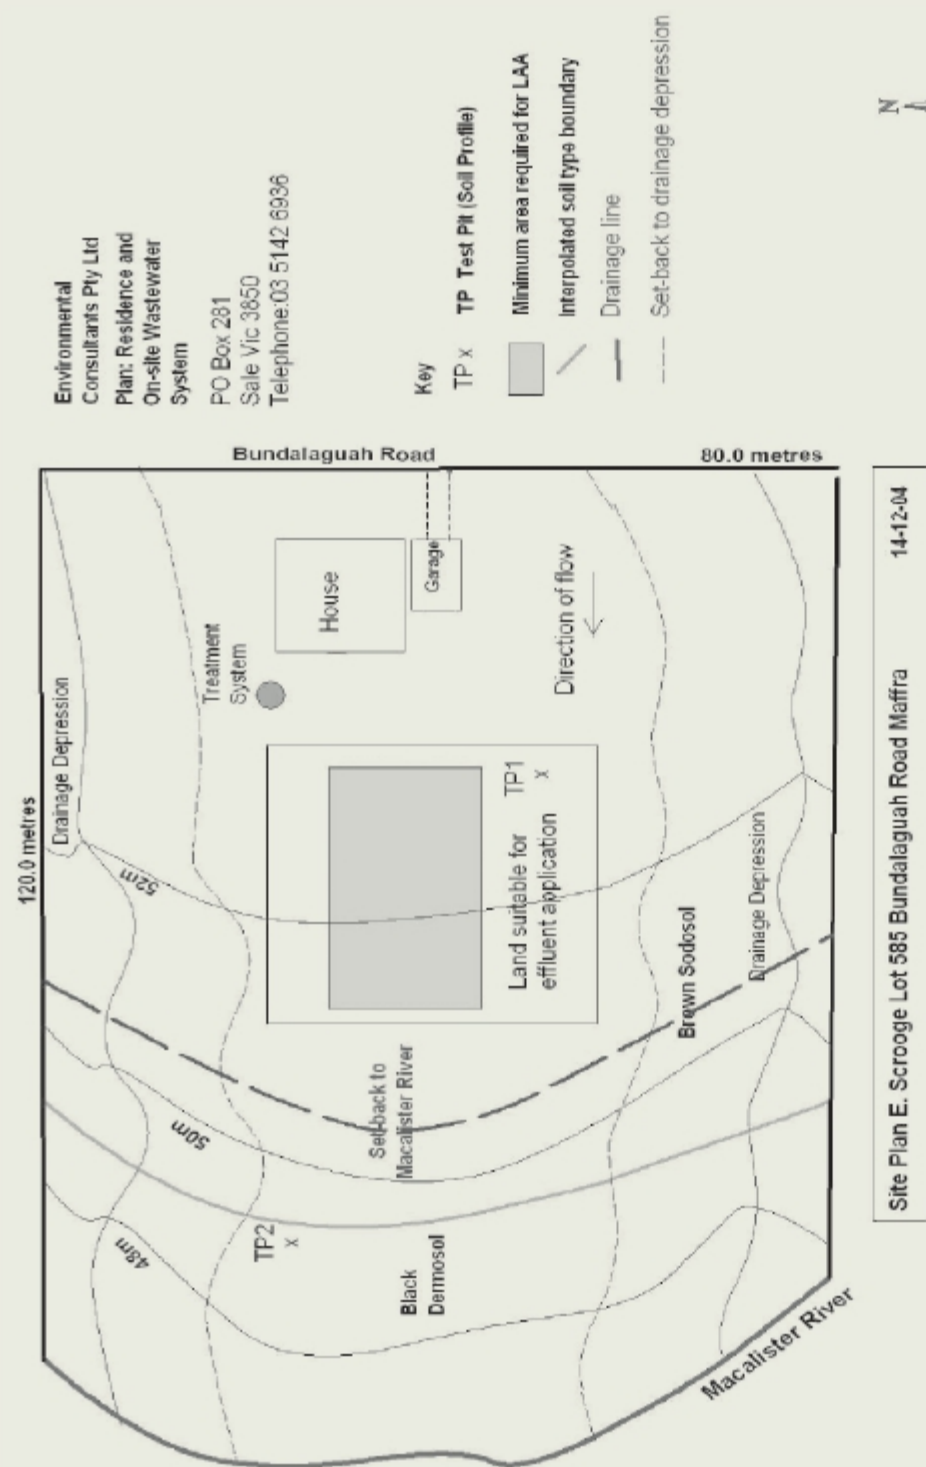 Environmental
Consultants Pty Ltd
Plan: Residence and
On-site Wastewater
System
PO Box 281
Sale Vic 3850
Telephone:03 5142 6936
Key
TP x TP Test Pit (Soil Profile)
Minimum area required for LAA
Interpolated soil type boundary
Drainage line
Set-back to drainage depression
N
Bundalaguah Road
80.0 metres
120.0 metres
Drainage Depression
Treatment
System
House
Garage
Direction of flow
52m
TP1
x
Land suitable for
effluent application
Drainage Depression
Brown Sodosol
Set-back to
Macalister River
50m
TP2
x
48m
Black
Dermosol
Macalister River
Site Plan E. Scrooge Lot 585 Bundalaguah Road Maffra 14-12-04